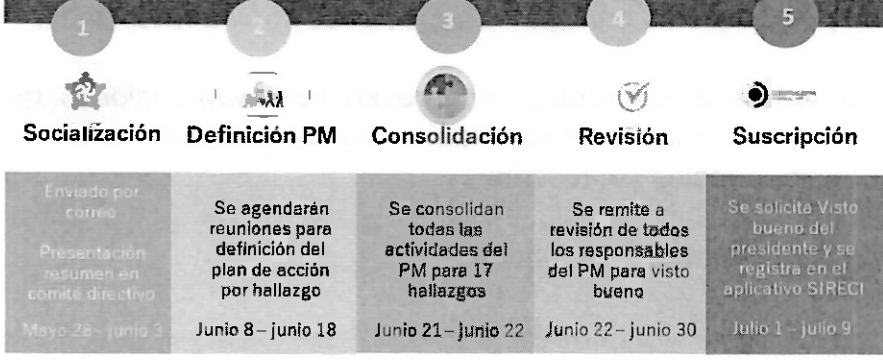 1
2
3
4
5
Socialización
Definición PM
Consolidación
Revisión
Suscripción
Enviado por
correo
Presentación
resumen en
comité directivo
Mayo 28 – junio 3
Se agendarán
reuniones para
definición del
plan de acción
por hallazgo
Junio 8 – junio 18
Se consolidan
todas las
actividades del
PM para 17
hallazgos
Junio 21 – junio 22
Se remite a
revisión de todos
los responsables
del PM para visto
bueno
Junio 22 – junio 30
Se solicita Visto
bueno del
presidente y se
registra en el
aplicativo SIRECI
Julio 1 – julio 9